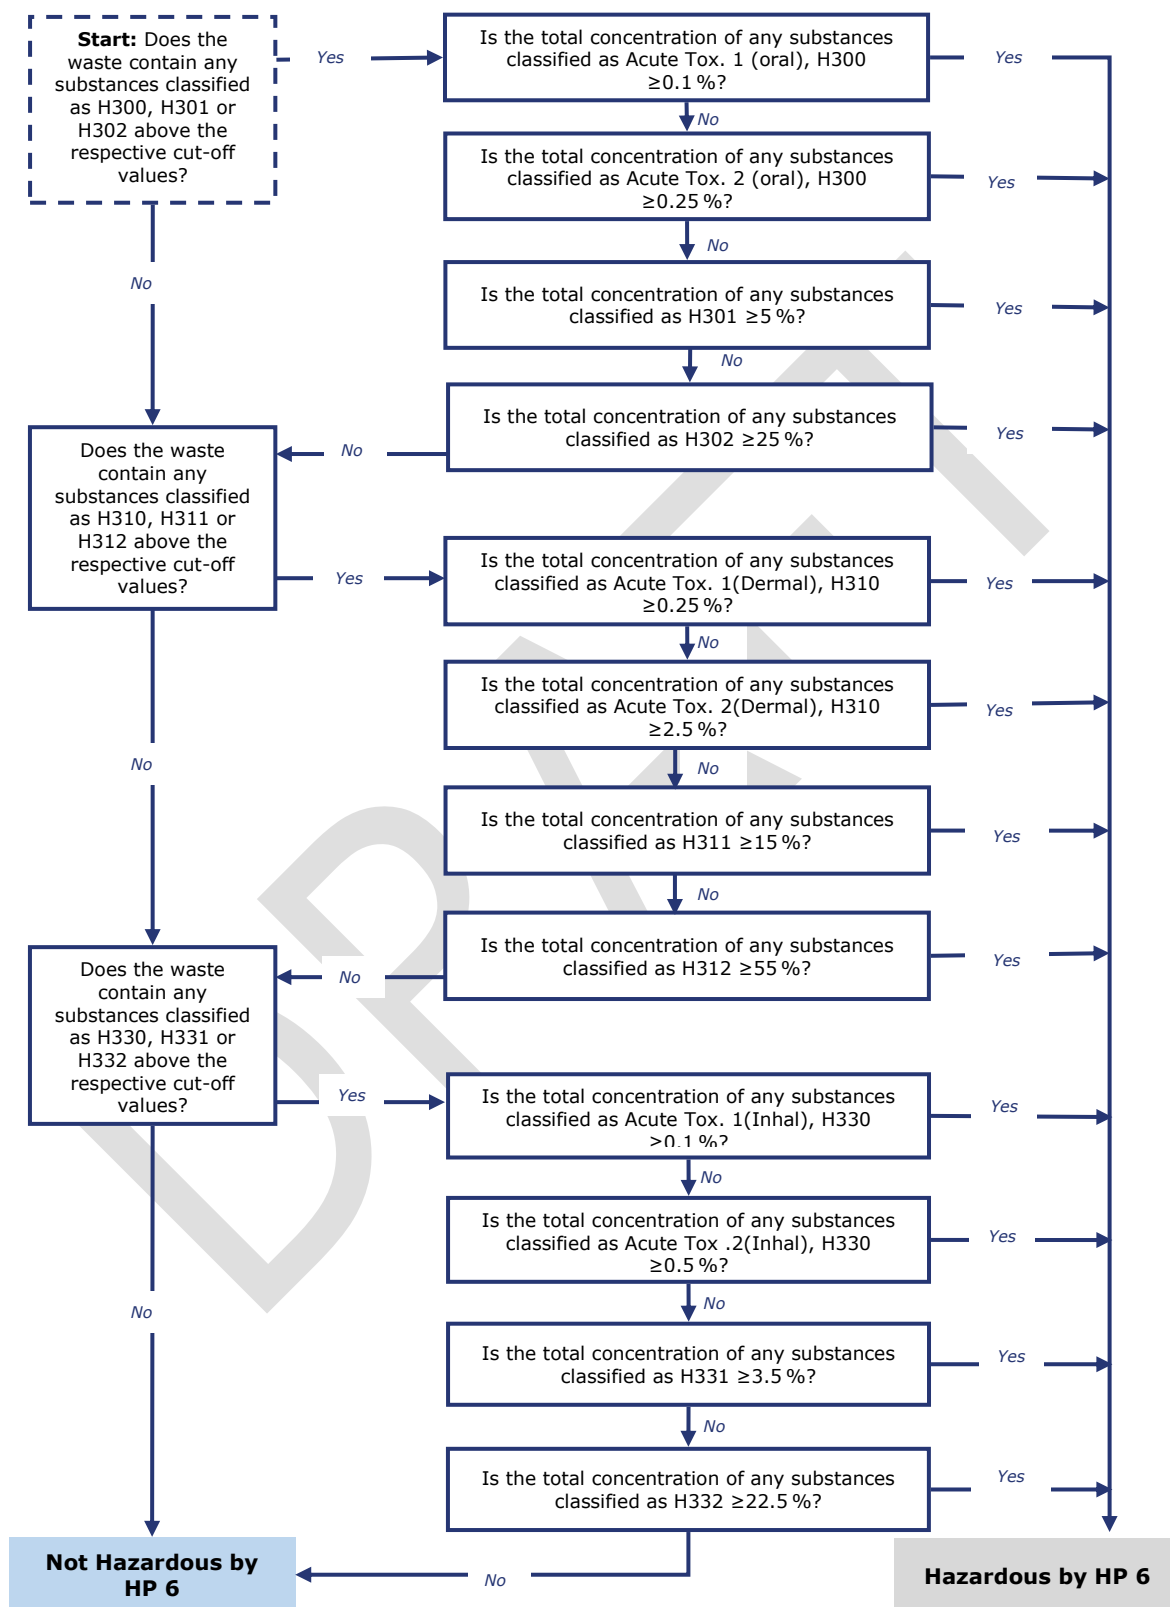 Start: Does the
waste contain any
substances classified
as H300, H301 or
H302 above the
respective cut-off
values?
Yes
Is the total concentration of any substances
classified as Acute Tox. 1 (oral), H300
≥0.1 %?
Yes
No
Is the total concentration of any substances
classified as Acute Tox. 2 (oral), H300
≥0.25 %?
Yes
No
No
Is the total concentration of any substances
classified as H301 ≥5 %?
Yes
No
Is the total concentration of any substances
classified as H302 ≥25 %?
Yes
No
Does the waste
contain any
substances classified
as H310, H311 or
H312 above the
respective cut-off
values?
Yes
Is the total concentration of any substances
classified as Acute Tox. 1(Dermal), H310
≥0.25 %?
Yes
No
Is the total concentration of any substances
classified as Acute Tox. 2(Dermal), H310
≥2.5 %?
Yes
No
No
Is the total concentration of any substances
classified as H311 ≥15 %?
Yes
No
Is the total concentration of any substances
classified as H312 ≥55 %?
Yes
No
Does the waste
contain any
substances classified
as H330, H331 or
H332 above the
respective cut-off
values?
Yes
Is the total concentration of any substances
classified as Acute Tox. 1(Inhal), H330
≥0.1 %?
Yes
No
Is the total concentration of any substances
classified as Acute Tox .2(Inhal), H330
≥0.5 %?
Yes
No
No
Is the total concentration of any substances
classified as H331 ≥3.5 %?
Yes
No
Is the total concentration of any substances
classified as H332 ≥22.5 %?
Yes
No
Not Hazardous by
HP 6
Hazardous by HP 6
DRAFT